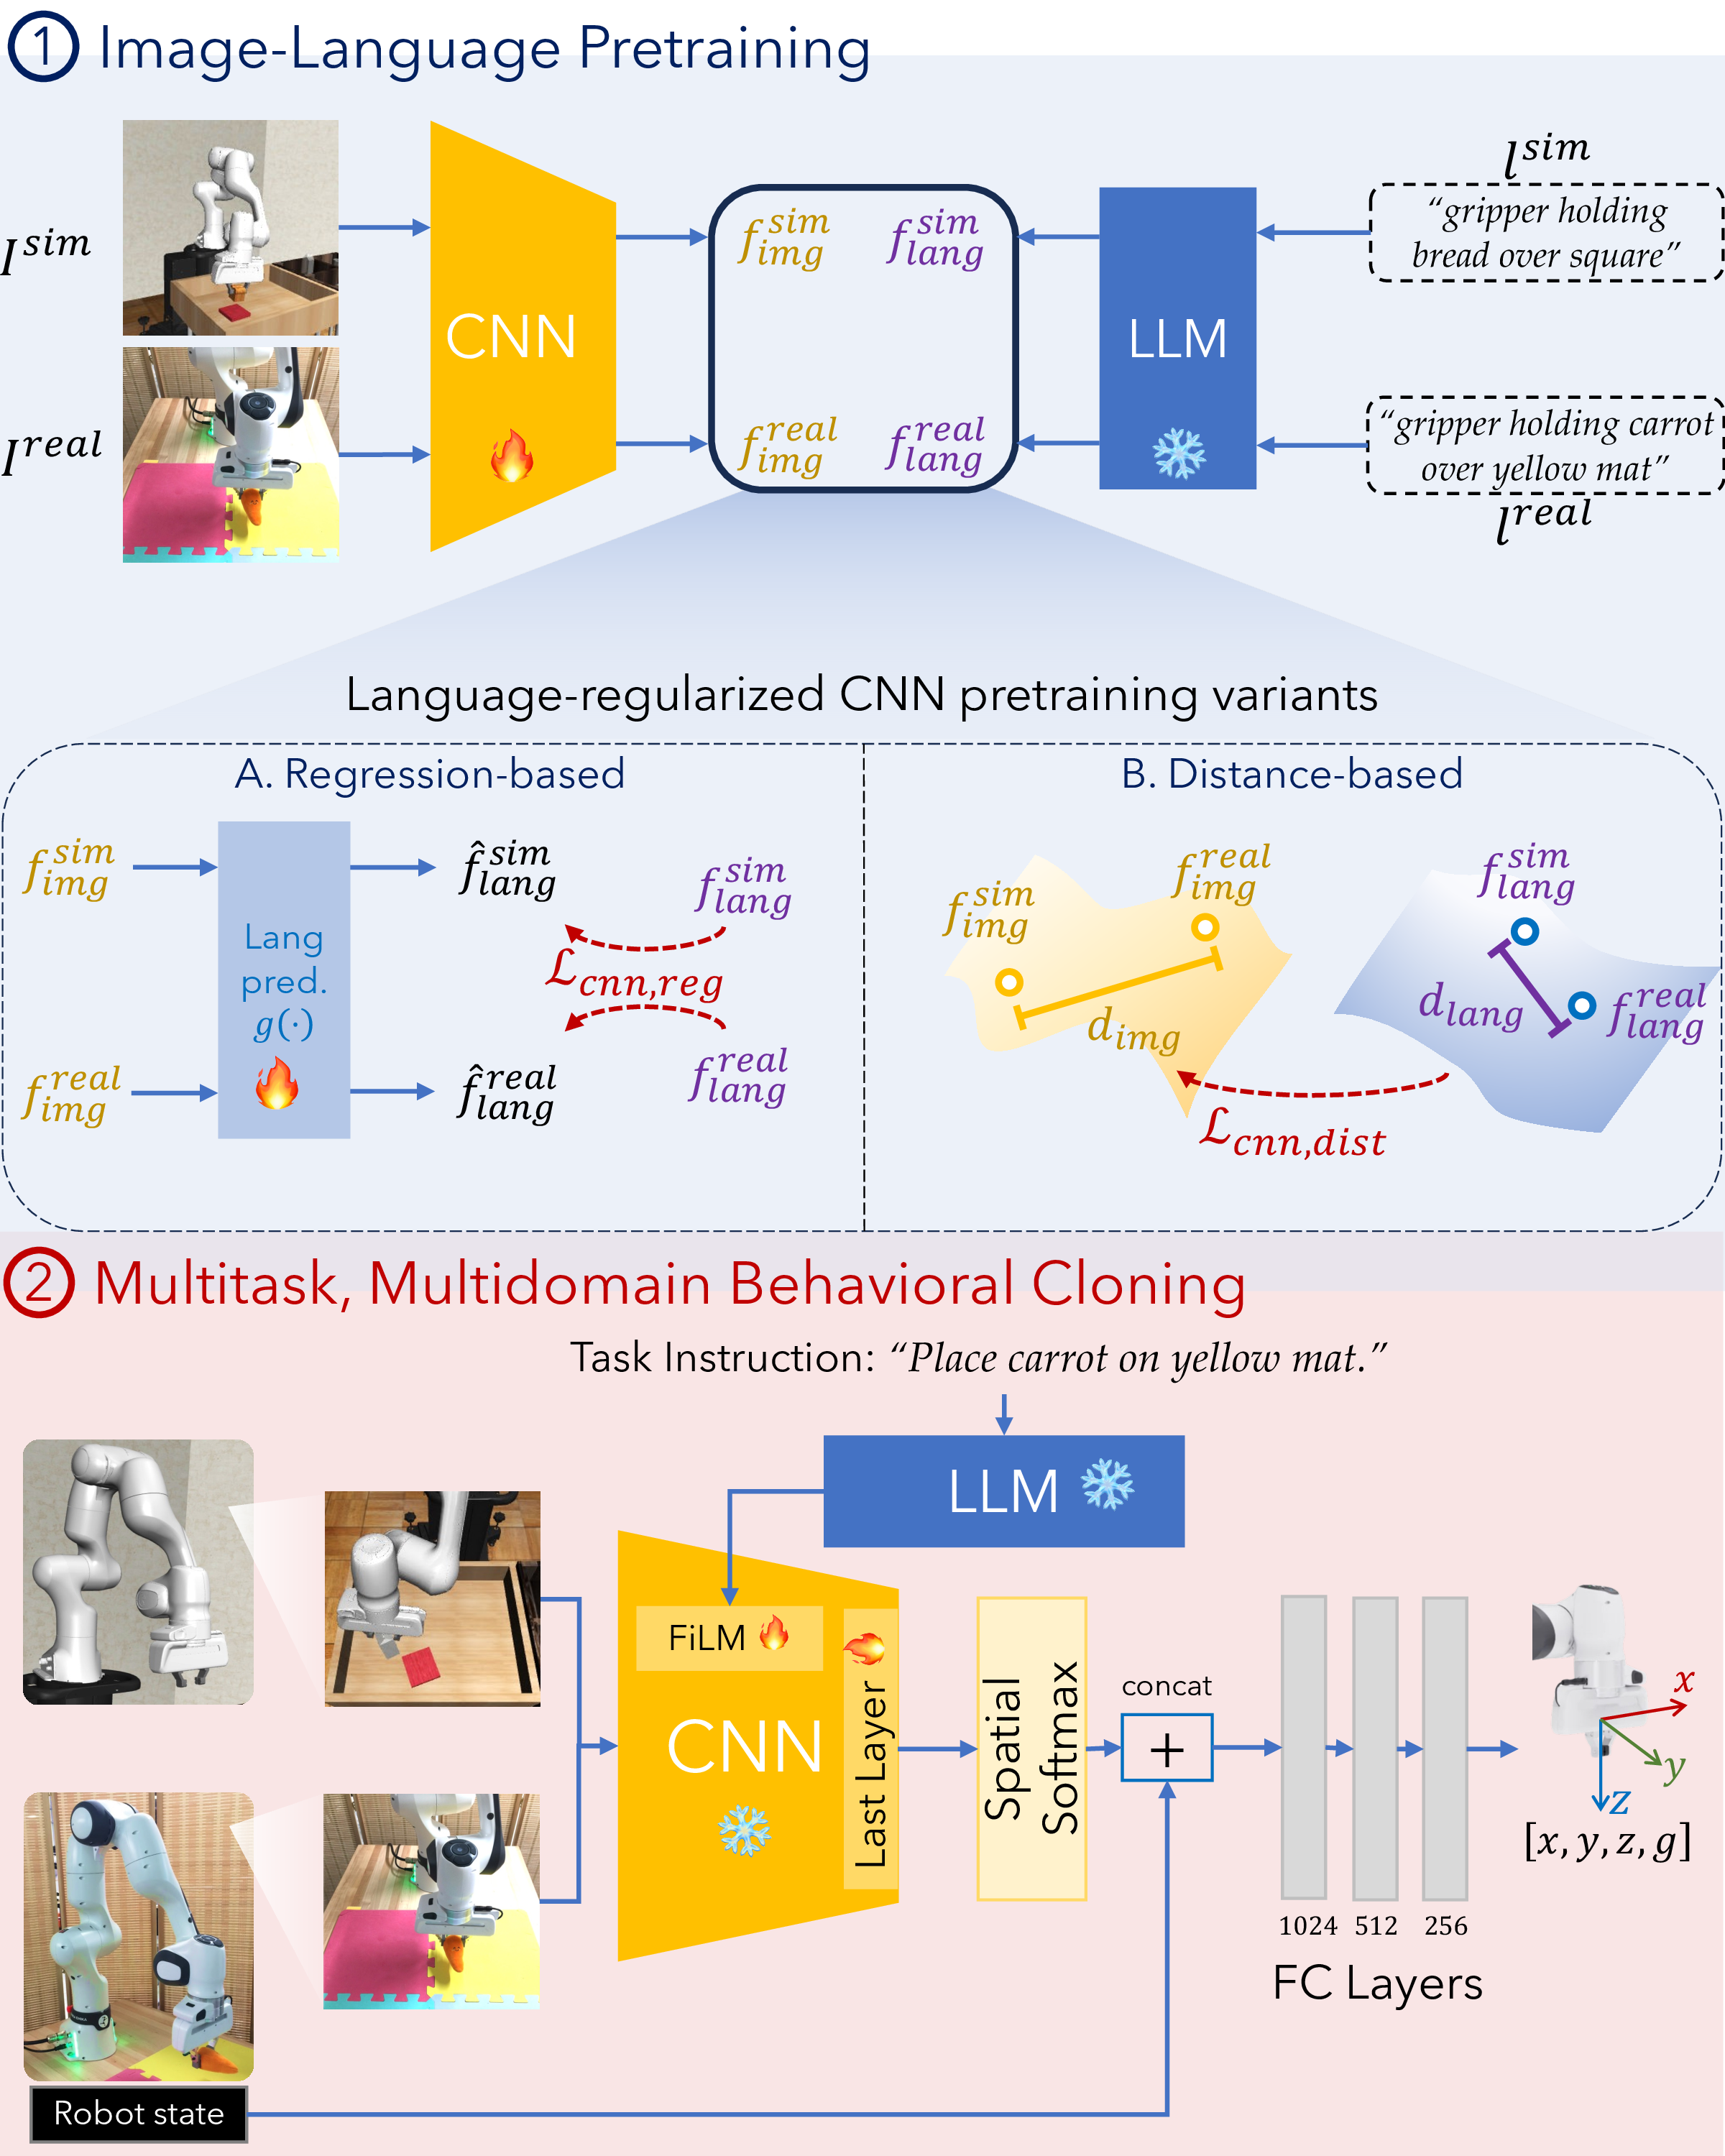 1 Image-Language Pretraining
I^{sim}
I^{real}
CNN
f_{img}^{sim} f_{lang}^{sim}
f_{img}^{real} f_{lang}^{real}
LLM
l^{sim}
“gripper holding
bread over square”
“gripper holding carrot
over yellow mat”
l^{real}
Language-regularized CNN pretraining variants
A. Regression-based
f_{img}^{sim}
f_{img}^{real}
Lang
pred.
g(·)
f̂_{lang}^{sim}
f̂_{lang}^{real}
f_{lang}^{sim}
ℒ_{cnn,reg}
f_{lang}^{real}
B. Distance-based
f_{img}^{sim}
f_{img}^{real}
d_{img}
f_{lang}^{sim}
d_{lang}
f_{lang}^{real}
ℒ_{cnn,dist}
2 Multitask, Multidomain Behavioral Cloning
Task Instruction: “Place carrot on yellow mat.”
LLM
FiLM
CNN
Last Layer
Spatial
Softmax
concat
+
1024 512 256
FC Layers
x
y
z
[x, y, z, g]
Robot state